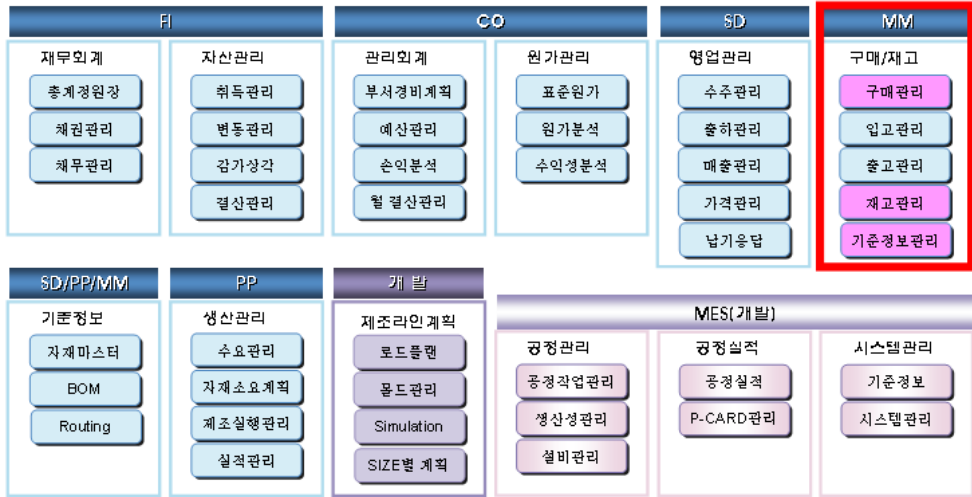 FI
CO
SD
MM
재무회계
자산관리
관리회계
원가관리
영업관리
구매/재고
총계정원장
취득관리
부서경비계획
표준원가
수주관리
구매관리
채권관리
변동관리
예산관리
원가분석
출하관리
입고관리
채무관리
감가상각
손익분석
수익성분석
매출관리
출고관리
결산관리
월 결산관리
가격관리
재고관리
납기응답
기준정보관리
SD/PP/MM
PP
개 발
MES(개발)
기준정보
생산관리
제조라인계획
공정관리
공정실적
시스템관리
자재마스터
수요관리
로드플랜
공정작업관리
공정실적
기준정보
BOM
자재소요계획
몰드관리
생산성관리
P-CARD관리
시스템관리
Routing
제조실행관리
Simulation
설비관리
실적관리
SIZE별 계획